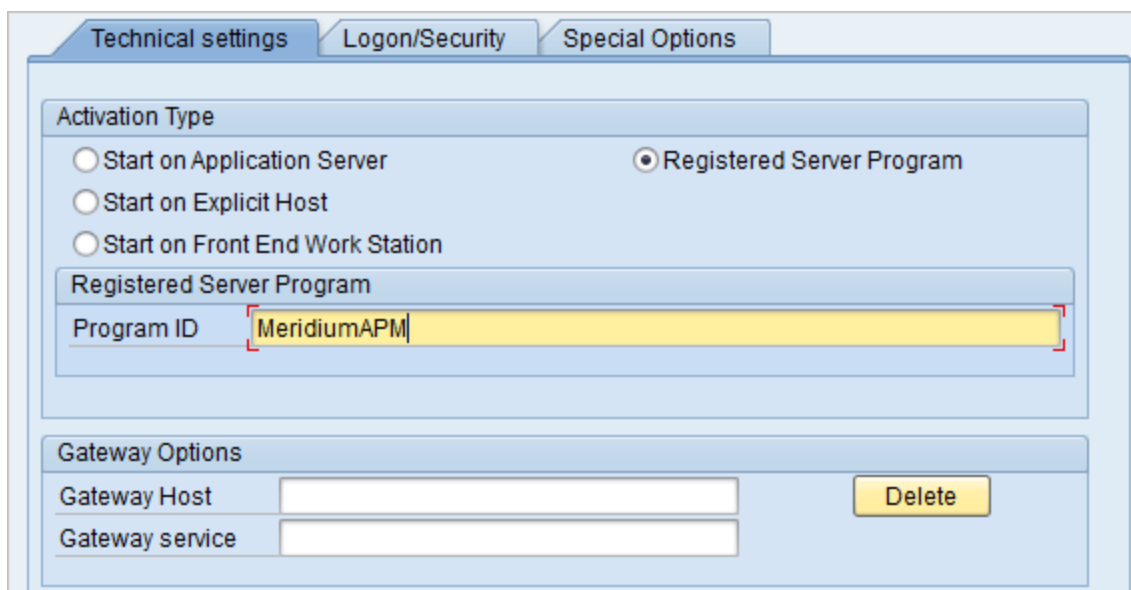 Technical settings Logon/Security Special Options
Activation Type
Start on Application Server Registered Server Program
Start on Explicit Host
Start on Front End Work Station
Registered Server Program
Program ID MeridiumAPM
Gateway Options
Gateway Host Delete
Gateway service